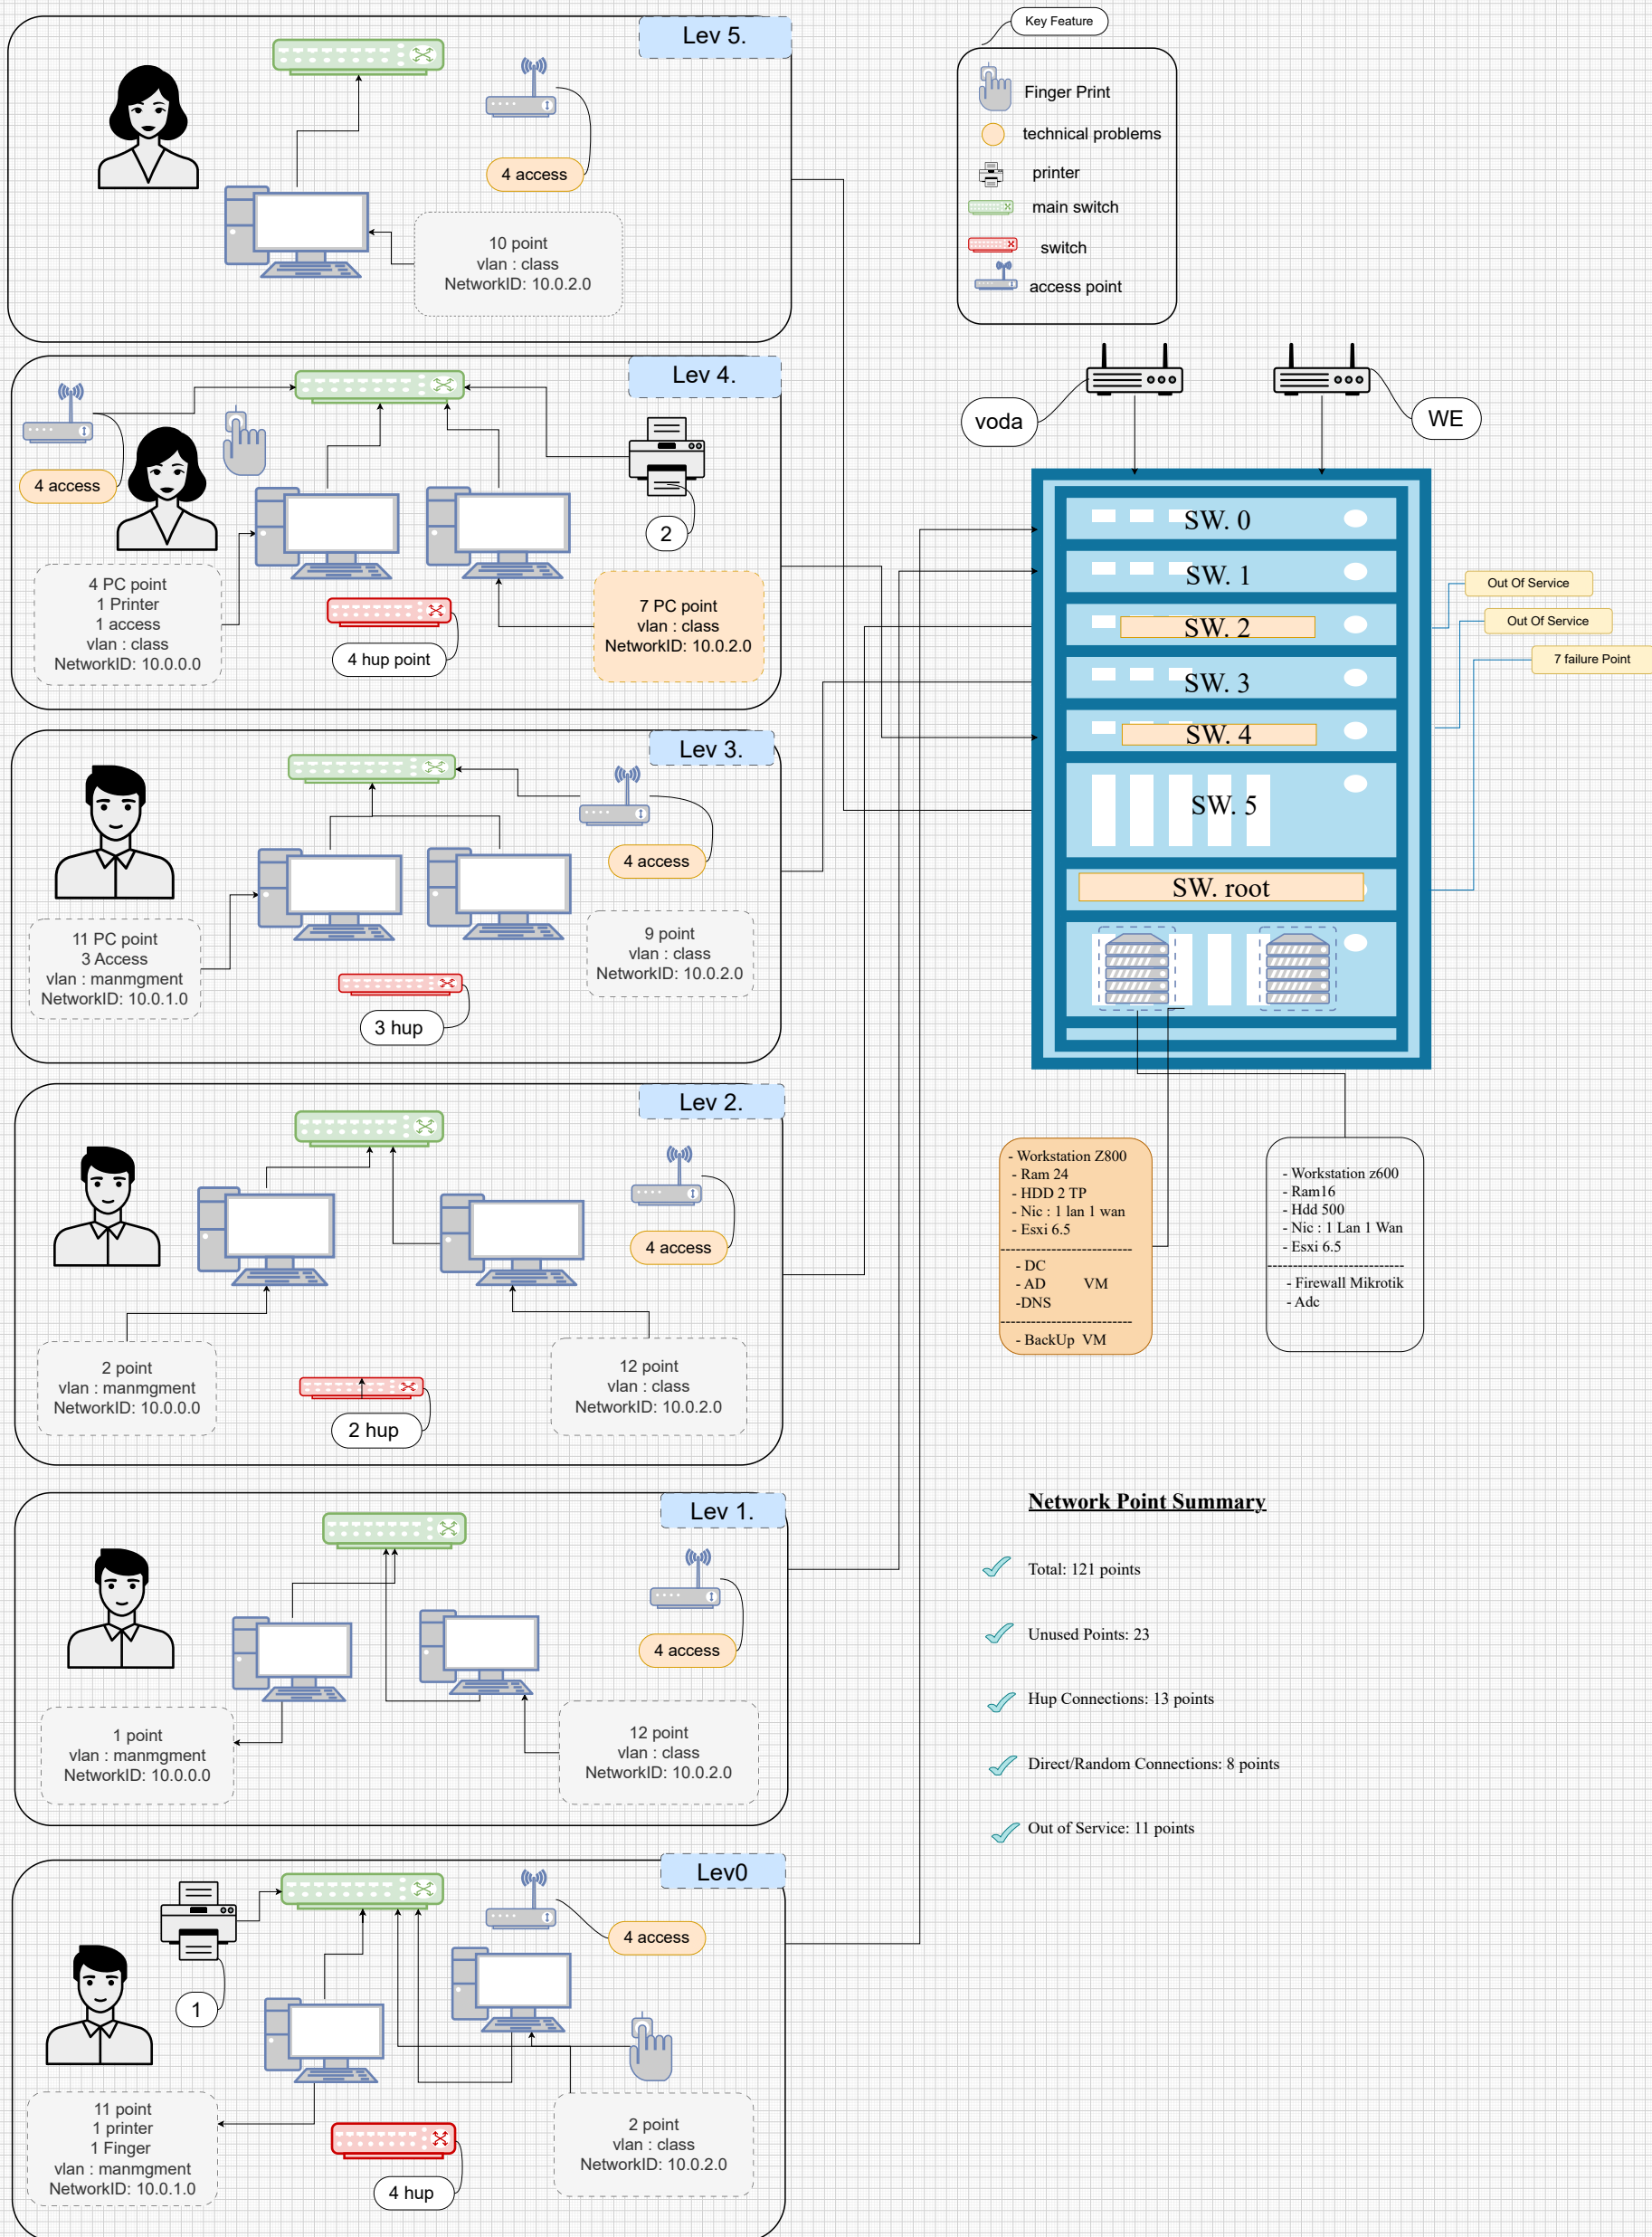 Lev 5.
4 access
10 point
vlan : class
NetworkID: 10.0.2.0
Key Feature
Finger Print
technical problems
printer
main switch
switch
access point
Lev 4.
4 access
2
4 PC point
1 Printer
1 access
vlan : class
NetworkID: 10.0.0.0
4 hup point
7 PC point
vlan : class
NetworkID: 10.0.2.0
voda
WE
SW. 0
SW. 1
SW. 2
SW. 3
SW. 4
SW. 5
SW. root
Out Of Service
Out Of Service
7 failure Point
Lev 3.
4 access
11 PC point
3 Access
vlan : manmgment
NetworkID: 10.0.1.0
9 point
vlan : class
NetworkID: 10.0.2.0
3 hup
Lev 2.
4 access
2 point
vlan : manmgment
NetworkID: 10.0.0.0
12 point
vlan : class
NetworkID: 10.0.2.0
2 hup
- Workstation Z800
- Ram 24
- HDD 2 TP
- Nic : 1 lan 1 wan
- Esxi 6.5
---------------------------
- DC
- AD VM
-DNS
---------------------------
- BackUp VM
- Workstation z600
- Ram16
- Hdd 500
- Nic : 1 Lan 1 Wan
- Esxi 6.5
----------------------------
- Firewall Mikrotik
- Adc
Lev 1.
4 access
1 point
vlan : manmgment
NetworkID: 10.0.0.0
12 point
vlan : class
NetworkID: 10.0.2.0
Network Point Summary
Total: 121 points
Unused Points: 23
Hup Connections: 13 points
Direct/Random Connections: 8 points
Out of Service: 11 points
Lev0
4 access
1
11 point
1 printer
1 Finger
vlan : manmgment
NetworkID: 10.0.1.0
2 point
vlan : class
NetworkID: 10.0.2.0
4 hup